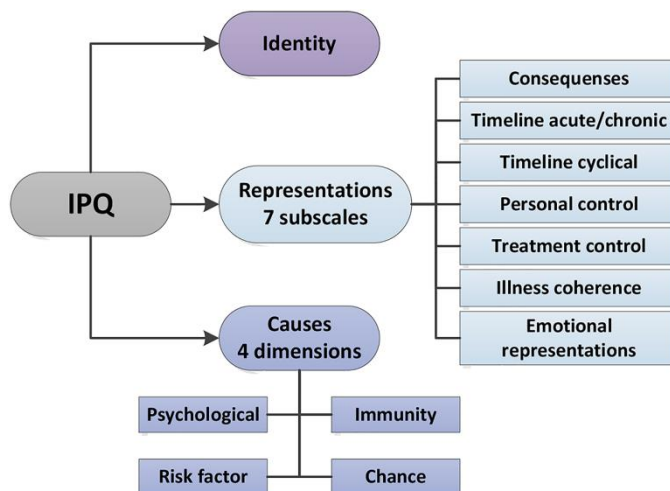 Identity
Consequenses
Timeline acute/chronic
Timeline cyclical
IPQ
Representations
7 subscales
Personal control
Treatment control
Illness coherence
Emotional
representations
Causes
4 dimensions
Psychological
Immunity
Risk factor
Chance